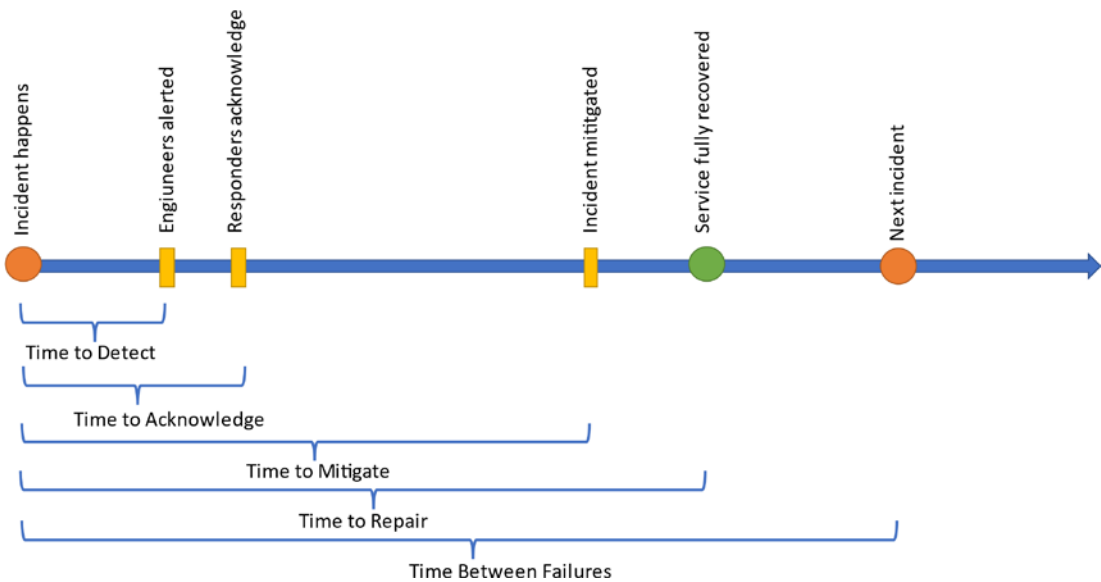 Incident happens
Engiuneers alerted
Responders acknowledge
Incident mititgated
Service fully recovered
Next incident
Time to Detect
Time to Acknowledge
Time to Mitigate
Time to Repair
Time Between Failures